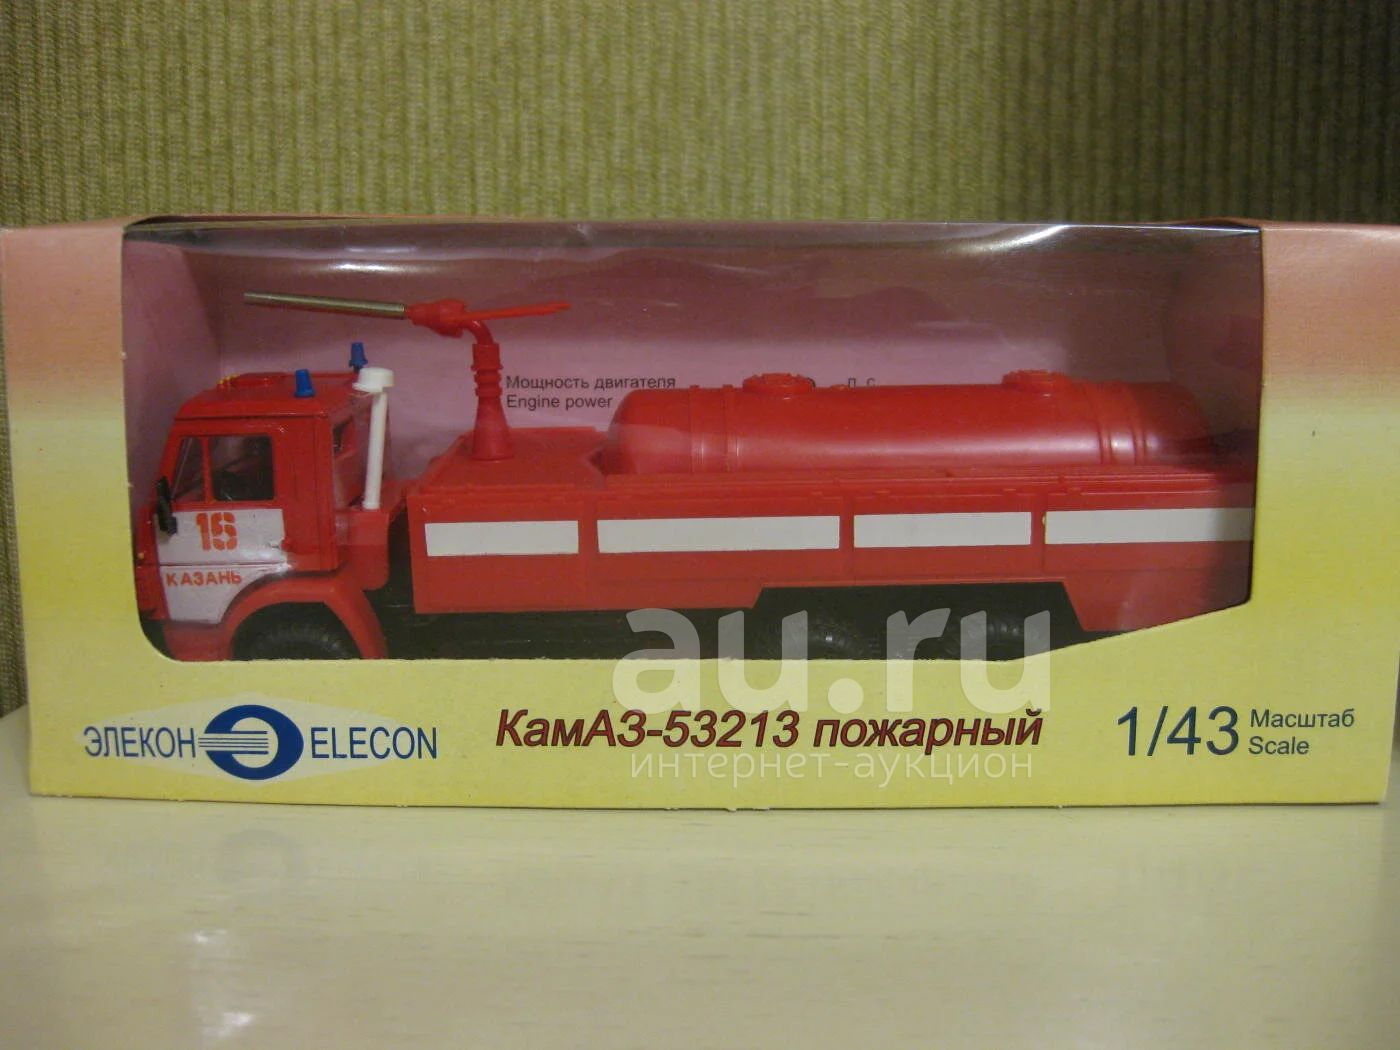 Мощность двигателя л. с.
Engine power
16
КАЗАНЬ
au.ru
интернет-аукцион
ЭЛЕКОН ELECON
КамАЗ-53213 пожарный
1/43 Масштаб
Scale